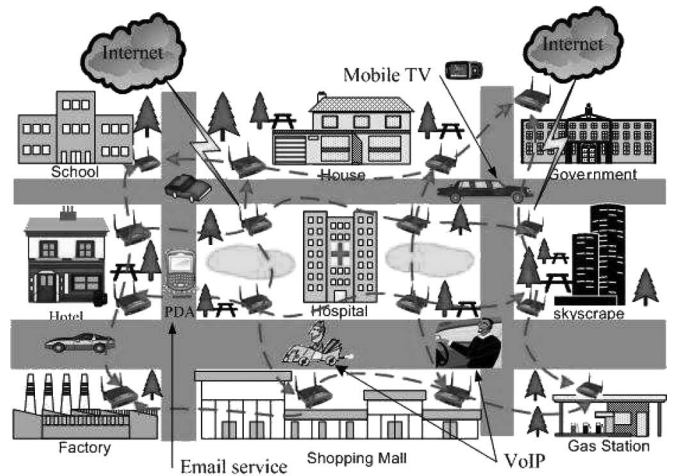 Internet
Internet
Mobile TV
School
House
Government
Hotel
PDA
Hospital
skyscrape
Factory
Shopping Mall
VoIP
Gas Station
Email service